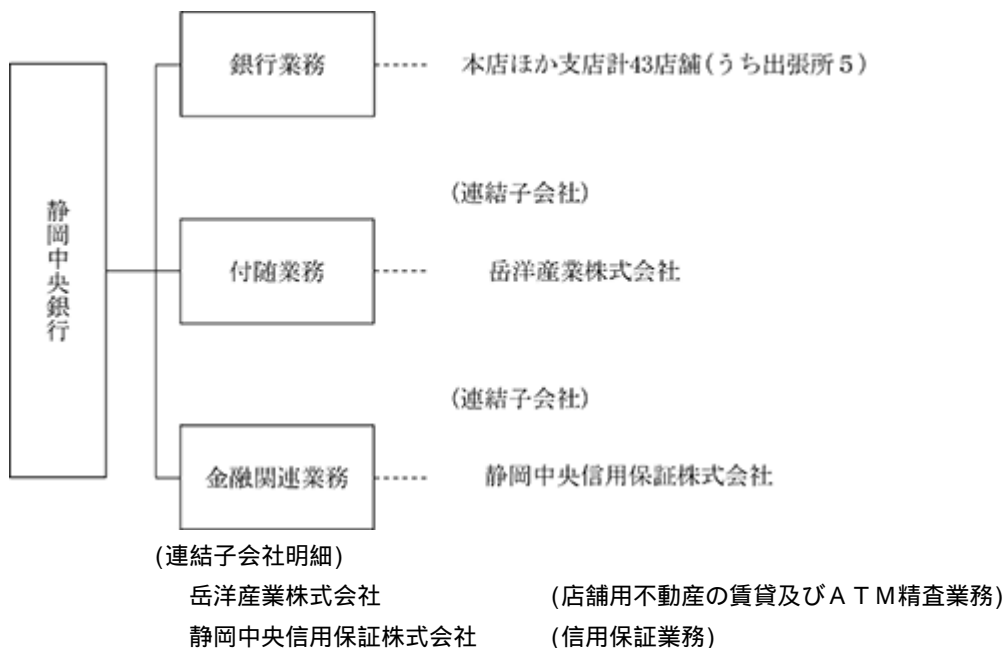 銀行業務 本店ほか支店計43店舗(うち出張所５)
静岡中央銀行
(連結子会社)
付随業務 岳洋産業株式会社
(連結子会社)
金融関連業務 静岡中央信用保証株式会社
(連結子会社明細)
岳洋産業株式会社 (店舗用不動産の賃貸及びＡＴＭ精査業務)
静岡中央信用保証株式会社 (信用保証業務)